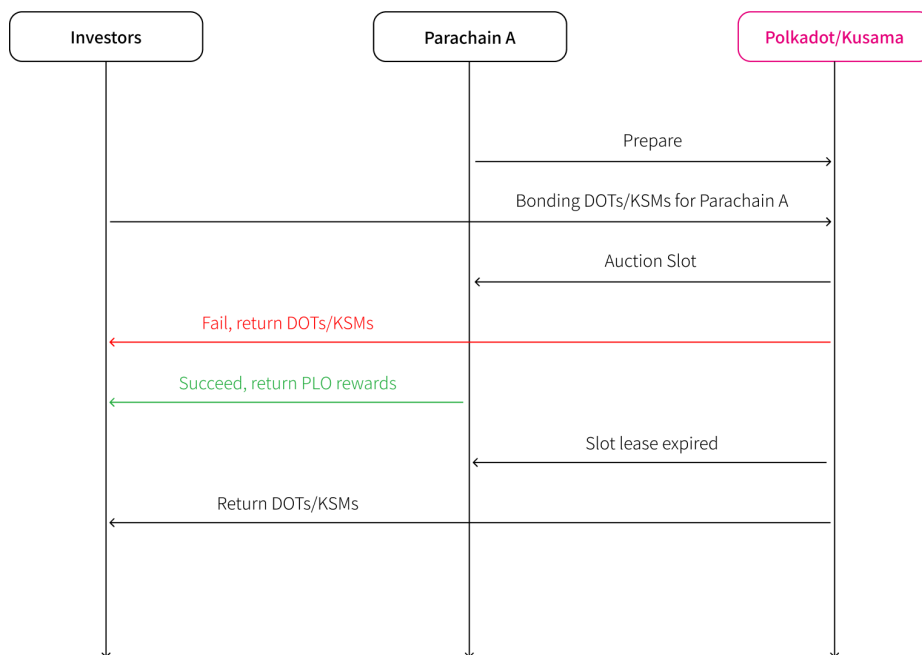 Investors
Parachain A
Polkadot/Kusama
Prepare
Bonding DOTs/KSMs for Parachain A
Auction Slot
Fail, return DOTs/KSMs
Succeed, return PLO rewards
Slot lease expired
Return DOTs/KSMs